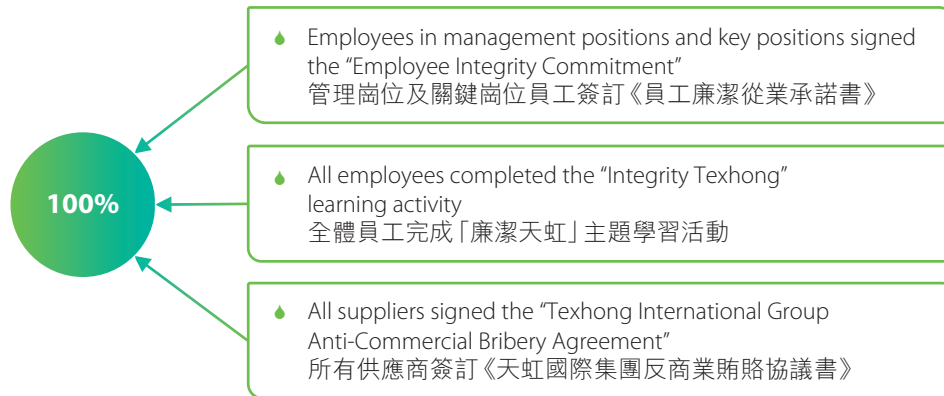 100%
Employees in management positions and key positions signed
the “Employee Integrity Commitment”
管理崗位及關鍵崗位員工簽訂《員工廉潔從業承諾書》
All employees completed the “Integrity Texhong”
learning activity
全體員工完成「廉潔天虹」主題學習活動
All suppliers signed the “Texhong International Group
Anti-Commercial Bribery Agreement”
所有供應商簽訂《天虹國際集團反商業賄賂協議書》